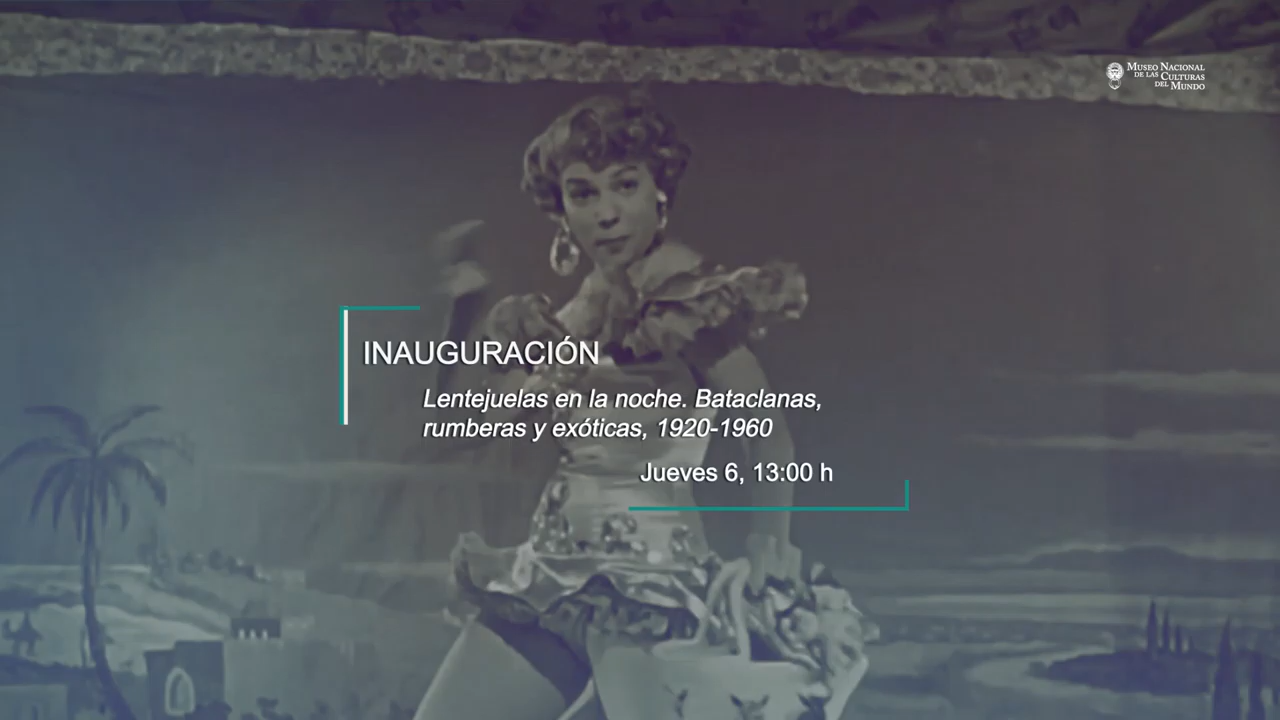 MUSEO NACIONAL
DE LAS CULTURAS
DEL MUNDO
INAUGURACIÓN
Lentejuelas en la noche. Bataclanas,
rumberas y exóticas, 1920-1960
Jueves 6, 13:00 h